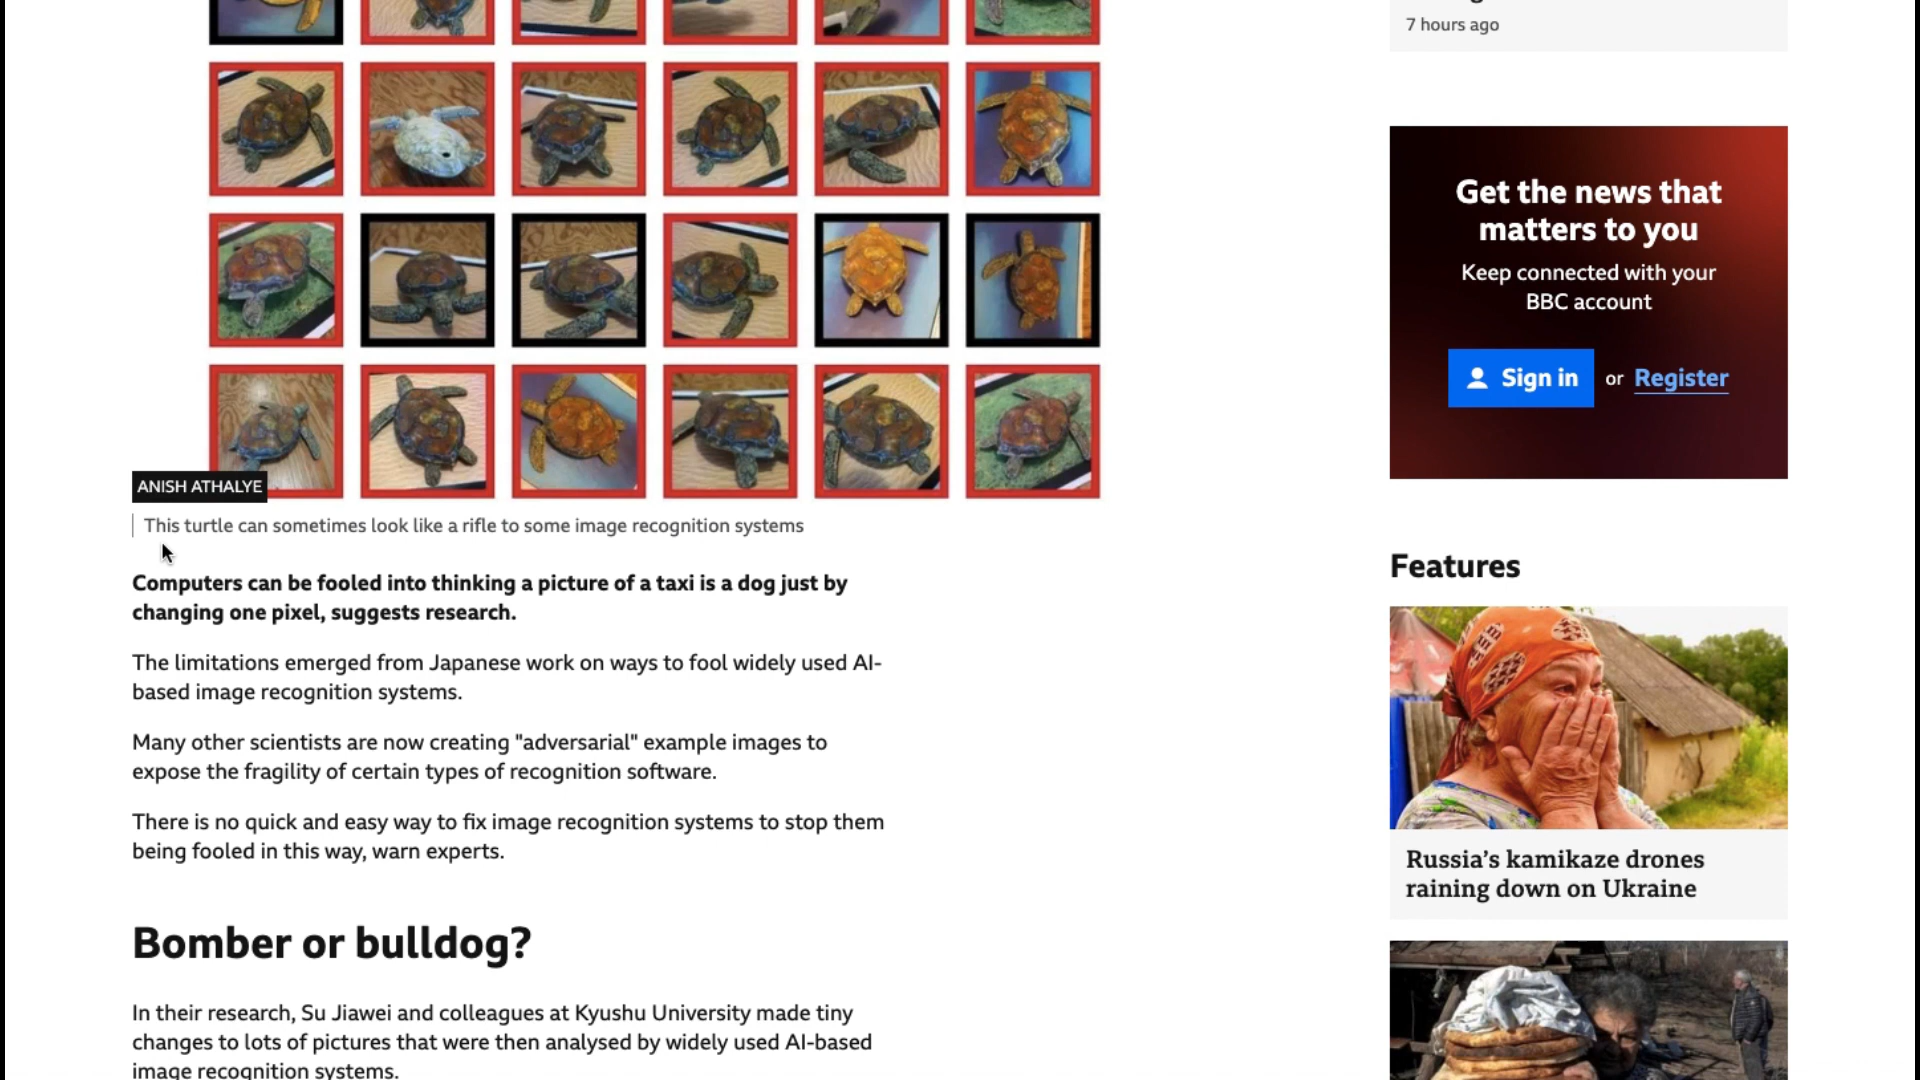 7 hours ago
Get the news that
matters to you
Keep connected with your
BBC account
Sign in or Register
ANISH ATHALYE
This turtle can sometimes look like a rifle to some image recognition systems
Computers can be fooled into thinking a picture of a taxi is a dog just by
changing one pixel, suggests research.
The limitations emerged from Japanese work on ways to fool widely used AI-
based image recognition systems.
Many other scientists are now creating "adversarial" example images to
expose the fragility of certain types of recognition software.
There is no quick and easy way to fix image recognition systems to stop them
being fooled in this way, warn experts.
Bomber or bulldog?
In their research, Su Jiawei and colleagues at Kyushu University made tiny
changes to lots of pictures that were then analysed by widely used AI-based
image recognition systems.
Features
Russia’s kamikaze drones
raining down on Ukraine